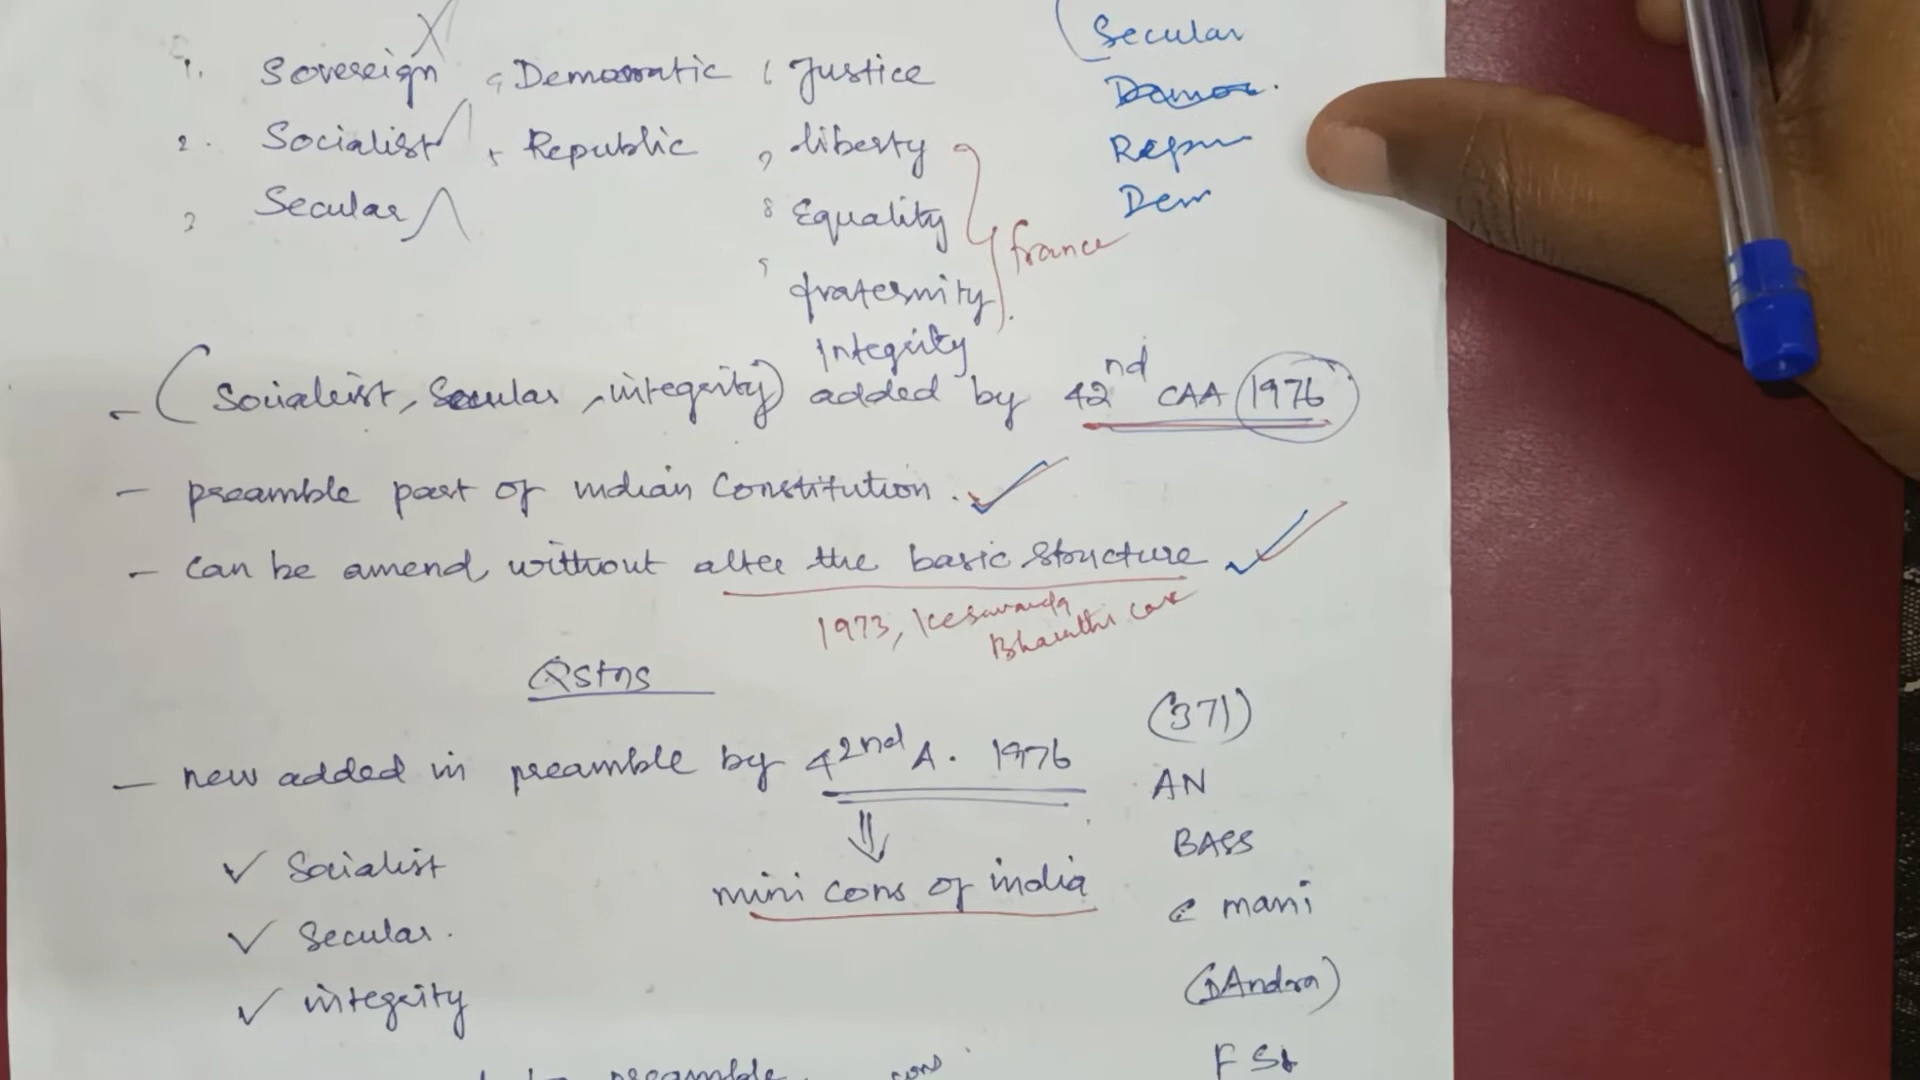 1. Sovereign 4 Democratic 6 Justice
2. Socialist 5 Republic 7 liberty
3 Secular 8 Equality
9 fraternity
Integrity
france
Secular
Repu
Dem
- (Socialist, Secular, integrity) added by 42nd CAA 1976
- preamble part of indian Constitution.
- can be amend without alter the basic structure
1973, Kesavanda
Bharathi case
Qstns
- new added in preamble by 42nd A. 1976
✓ Socialist
✓ Secular.
✓ integrity
⇓
mini cons of india
(371)
AN
BASS
c mani
(DAndra)
preamble cons